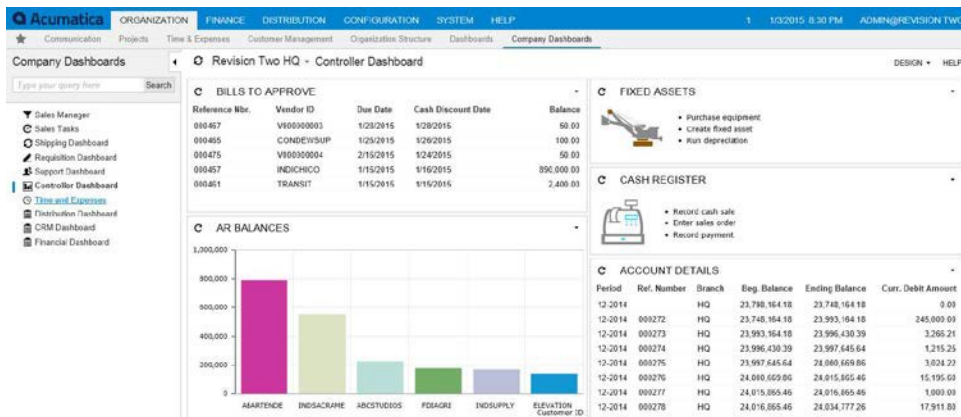 Acumatica ORGANIZATION FINANCE DISTRIBUTION CONFIGURATION SYSTEM HELP 1 1/3/2015 8:30 PM ADMIN@REVISION TWO
Communication Projects Time & Expenses Customer Management Organization Structure Dashboards Company Dashboards
Company Dashboards
Type your query here Search
Sales Manager
Sales Tasks
Shipping Dashboard
Requisition Dashboard
Support Dashboard
Controller Dashboard
Time and Expenses
Distribution Dashboard
CRM Dashboard
Financial Dashboard
Revision Two HQ - Controller Dashboard DESIGN HELP
BILLS TO APPROVE
Reference Nbr. Vendor ID Due Date Cash Discount Date Balance
000467 V000000003 1/28/2015 1/28/2015 50.00
CONDEWSUP 100.00
000475 V000000004 2/15/2015 1/24/2015 50.00
000457 INDICHICO 1/15/2015 1/16/2015 890,000.00
000461 TRANSIT 1/15/2015 1/15/2015 2,400.00
AR BALANCES
1,000,000
800,000
600,000
400,000
200,000
0
ABARTENDE INDSACRAME ABCSTUDIOS FDIAGRI INDSUPPLY ELEVATION
Customer ID
FIXED ASSETS
• Purchase equipment
• Create fixed asset
• Run depreciation
CASH REGISTER
• Record cash sale
• Enter sales order
• Record payment
ACCOUNT DETAILS
Period Ref. Number Branch Beg. Balance Ending Balance Curr. Debit Amount
12-2014 HQ 23,748,164.18 0.00
12-2014 000272 HQ 23,748,164.18 23,993,164.18 245,000.00
12-2014 000273 HQ 23,993,164.18 23,996,430.39 3,266.21
12-2014 000274 HQ 23,996,430.39 23,997,645.64 1,215.25
12-2014 000275 HQ 23,997,645.64 24,000,669.86 3,024.22
12-2014 000276 HQ 24,000,669.86 24,015,865.46 15,195.60
12-2014 000277 HQ 24,015,865.46 24,016,865.46 1,000.00
12-2014 000278 HQ 24,016,865.46 24,034,777.26 17,911.80